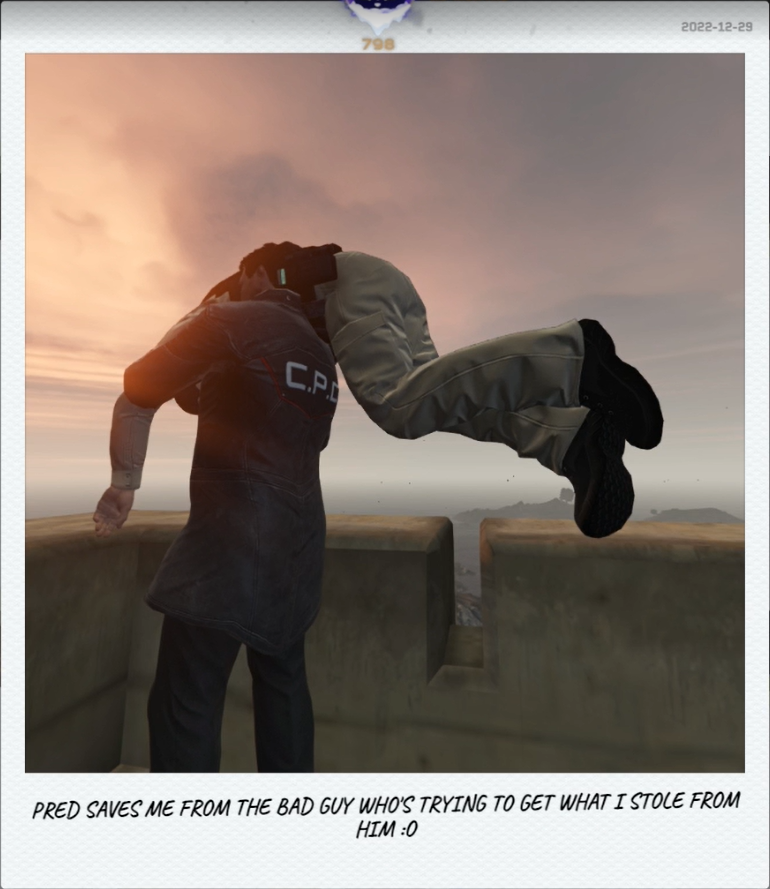 2022-12-29
798
C.P.D
PRED SAVES ME FROM THE BAD GUY WHO'S TRYING TO GET WHAT I STOLE FROM
HIM :O